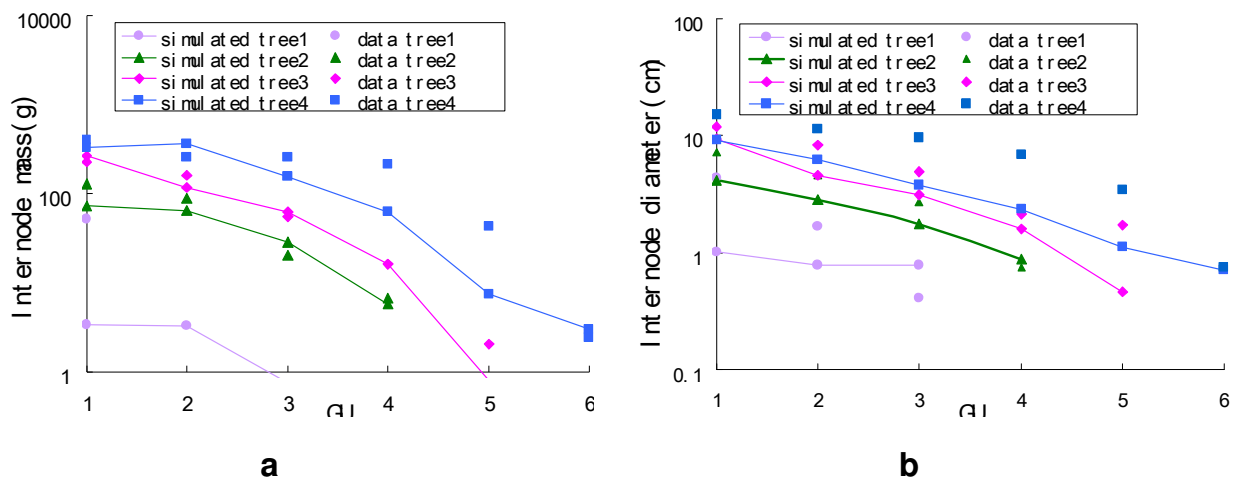 10000
100
1
Internode mass(g)
simulated tree1 data tree1
simulated tree2 data tree2
simulated tree3 data tree3
simulated tree4 data tree4
1 2 3 4 5 6
GU
a
100
10
1
0.1
Internode diameter(cm)
simulated tree1 data tree1
simulated tree2 data tree2
simulated tree3 data tree3
simulated tree4 data tree4
1 2 3 4 5 6
GU
b